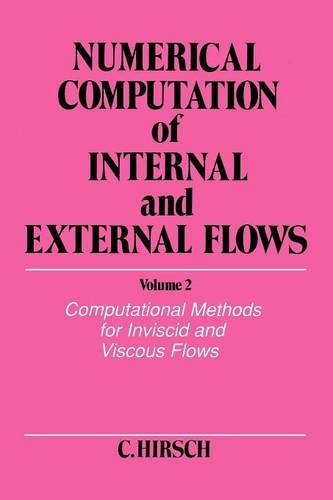 NUMERICAL
COMPUTATION
of
INTERNAL
and
EXTERNAL FLOWS
Volume 2
Computational Methods
for Inviscid and
Viscous Flows
C. HIRSCH